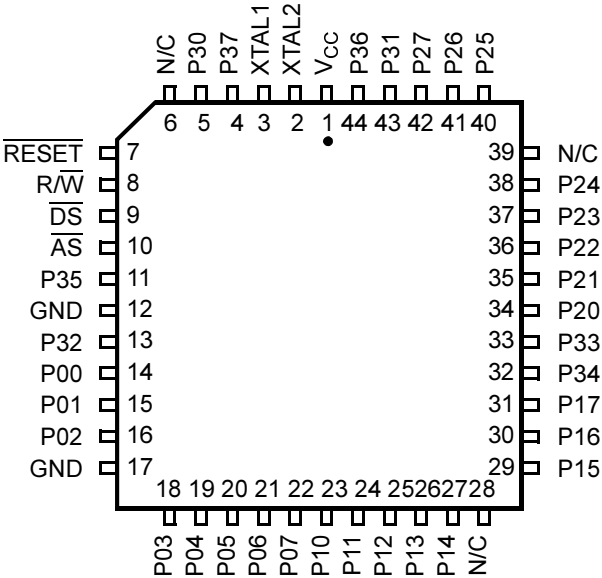 N/C P30 P37 XTAL1 XTAL2 VCC P36 P31 P27 P26 P25
6 5 4 3 2 1 44 43 42 41 40
RESET 7 39 N/C
R/W 8 38 P24
DS 9 37 P23
AS 10 36 P22
P35 11 35 P21
GND 12 34 P20
P32 13 33 P33
P00 14 32 P34
P01 15 31 P17
P02 16 30 P16
GND 17 29 P15
18 19 20 21 22 23 24 25 26 27 28
P03 P04 P05 P06 P07 P10 P11 P12 P13 P14 N/C